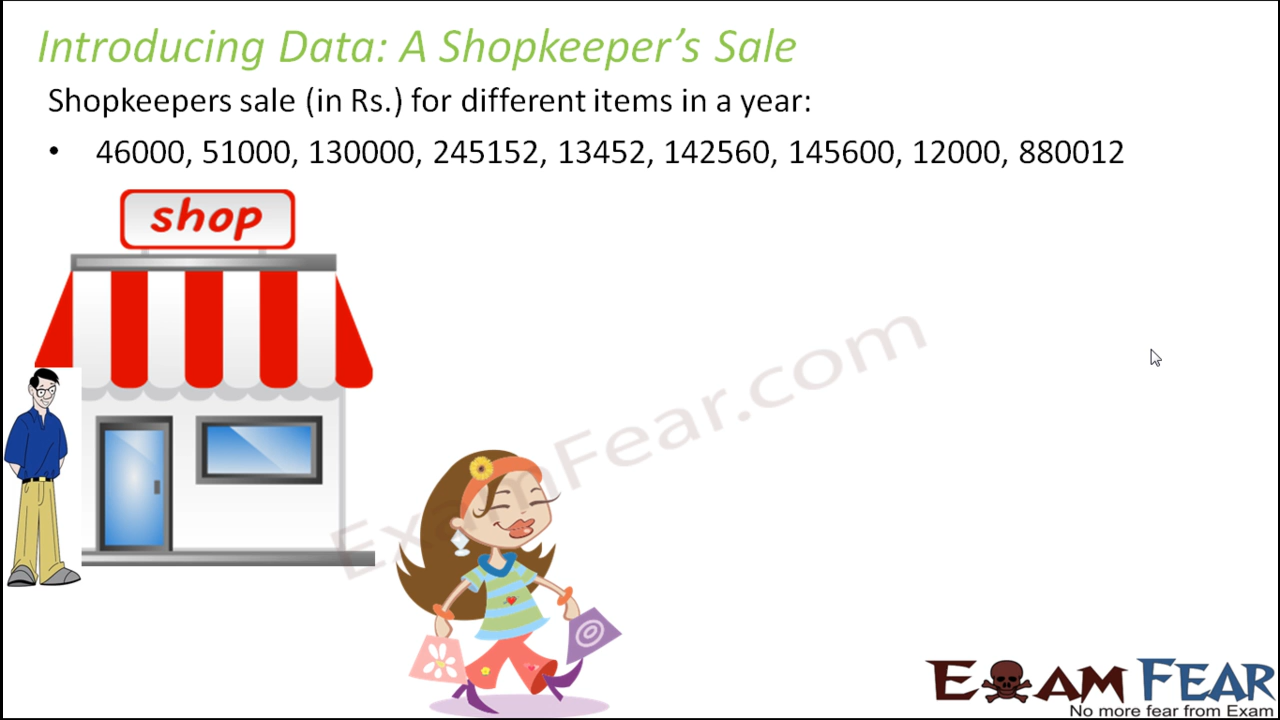 Introducing Data: A Shopkeeper's Sale
Shopkeepers sale (in Rs.) for different items in a year:
• 46000, 51000, 130000, 245152, 13452, 142560, 145600, 12000, 880012
shop
ExamFear.com
EXAM FEAR
No more fear from Exam